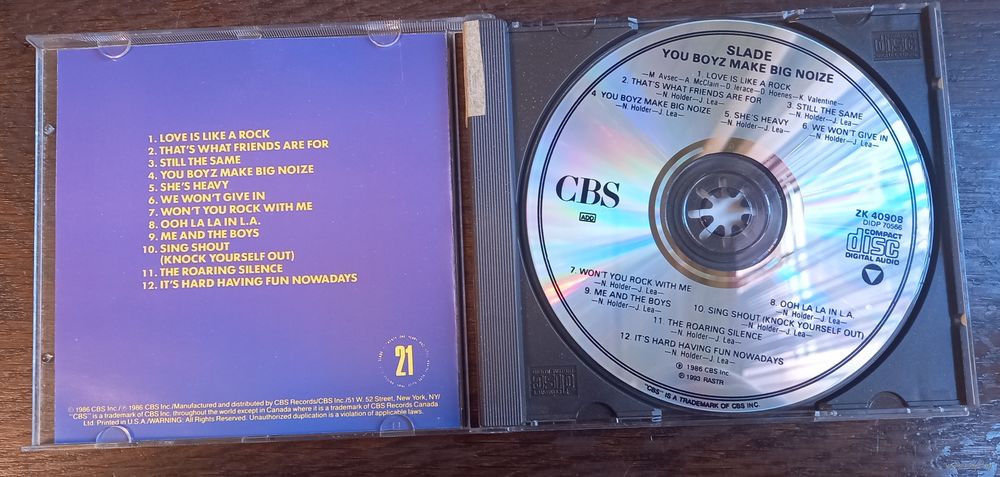 1. LOVE IS LIKE A ROCK
2. THAT'S WHAT FRIENDS ARE FOR
3. STILL THE SAME
4. YOU BOYZ MAKE BIG NOIZE
5. SHE'S HEAVY
6. WE WON'T GIVE IN
7. WON'T YOU ROCK WITH ME
8. OOH LA LA IN L.A.
9. ME AND THE BOYS
10. SING SHOUT
(KNOCK YOURSELF OUT)
11. THE ROARING SILENCE
12. IT'S HARD HAVING FUN NOWADAYS
21
© 1986 CBS Inc./℗ 1986 CBS Inc./Manufactured and distributed by CBS Records/CBS Inc./51 W. 52 Street, New York, NY/
"CBS" is a trademark of CBS Inc. throughout the world except in Canada where it is a trademark of CBS Records Canada
Ltd. Printed in U.S.A./WARNING: All Rights Reserved. Unauthorized duplication is a violation of applicable laws.
SLADE
YOU BOYZ MAKE BIG NOIZE
1. LOVE IS LIKE A ROCK
—M. Avsec—A. McClain—D. Ierace—D. Hoenes—K. Valentine—
2. THAT'S WHAT FRIENDS ARE FOR
—N. Holder—J. Lea—
3. STILL THE SAME
—N. Holder—J. Lea—
4. YOU BOYZ MAKE BIG NOIZE
—N. Holder—J. Lea—
5. SHE'S HEAVY
—N. Holder—J. Lea—
6. WE WON'T GIVE IN
—N. Holder—J. Lea—
CBS
ADD
ZK 40908
DIDP 70566
COMPACT
disc
DIGITAL AUDIO
7. WON'T YOU ROCK WITH ME
—N. Holder—J. Lea—
8. OOH LA LA IN L.A.
—N. Holder—J. Lea—
9. ME AND THE BOYS
—N. Holder—J. Lea—
10. SING SHOUT (KNOCK YOURSELF OUT)
—N. Holder—J. Lea—
11. THE ROARING SILENCE
—N. Holder—J. Lea—
12. IT'S HARD HAVING FUN NOWADAYS
—N. Holder—J. Lea—
℗ 1986 CBS Inc
© 1993 RASTR
"CBS" IS A TRADEMARK OF CBS INC.
disc
disc